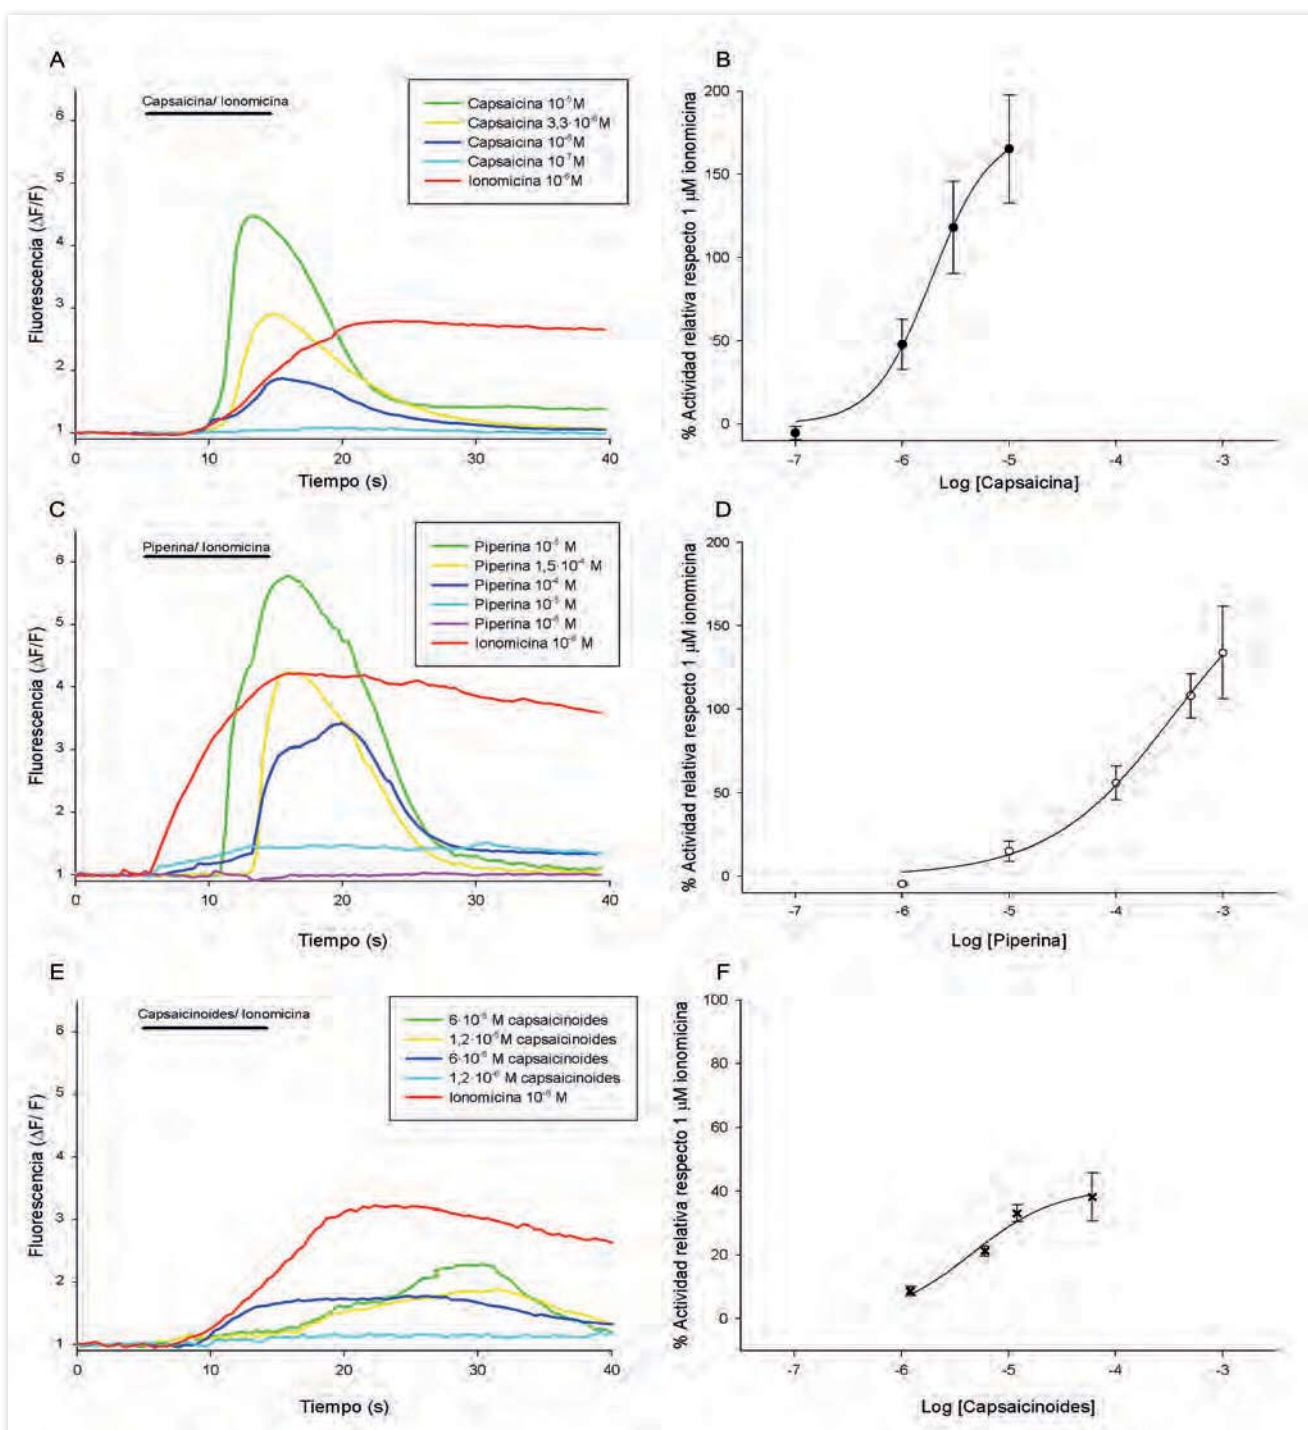 A
Fluorescencia (ΔF/F)
6
5
4
3
2
1
Capsaicina/ Ionomicina
Capsaicina 10⁻⁵M
Capsaicina 3,3·10⁻⁶M
Capsaicina 10⁻⁶M
Capsaicina 10⁻⁷M
Ionomicina 10⁻⁶M
0 10 20 30 40
Tiempo (s)
B
% Actividad relativa respecto 1 µM ionomicina
200
150
100
50
0
-7 -6 -5 -4 -3
Log [Capsaicina]
C
Fluorescencia (ΔF/F)
6
5
4
3
2
1
Piperina/ Ionomicina
Piperina 10⁻³ M
Piperina 1,5·10⁻⁴ M
Piperina 10⁻⁴ M
Piperina 10⁻⁵ M
Piperina 10⁻⁶ M
Ionomicina 10⁻⁶ M
0 10 20 30 40
Tiempo (s)
D
% Actividad relativa respecto 1 µM ionomicina
200
150
100
50
0
-7 -6 -5 -4 -3
Log [Piperina]
E
Fluorescencia (ΔF/ F)
6
5
4
3
2
1
Capsaicinoides/ Ionomicina
6·10⁻⁵ M capsaicinoides
M capsaicinoides
6·10⁻⁶ M capsaicinoides
1,2·10⁻⁶ M capsaicinoides
Ionomicina 10⁻⁶ M
0 10 20 30 40
Tiempo (s)
F
% Actividad relativa respecto 1 µM ionomicina
100
80
60
40
20
0
-7 -6 -5 -4 -3
Log [Capsaicinoides]